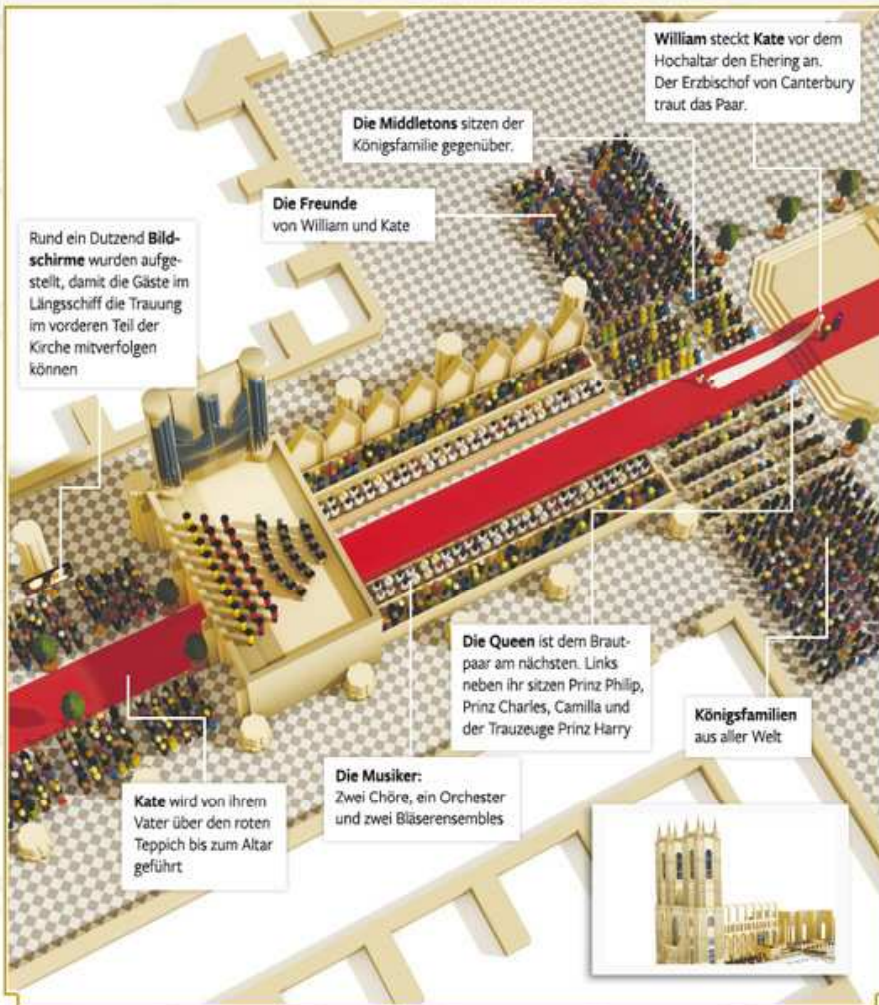 William steckt Kate vor dem
Hochaltar den Ehering an.
Der Erzbischof von Canterbury
traut das Paar.
Die Middletons sitzen der
Königsfamilie gegenüber.
Die Freunde
von William und Kate
Rund ein Dutzend Bild-
schirme wurden aufge-
stellt, damit die Gäste im
Längsschiff die Trauung
im vorderen Teil der
Kirche mitverfolgen
können
Die Queen ist dem Braut-
paar am nächsten. Links
neben ihr sitzen Prinz Philip,
Prinz Charles, Camilla und
der Trauzeuge Prinz Harry
Königsfamilien
aus aller Welt
Die Musiker:
Zwei Chöre, ein Orchester
und zwei Bläserensembles
Kate wird von ihrem
Vater über den roten
Teppich bis zum Altar
geführt